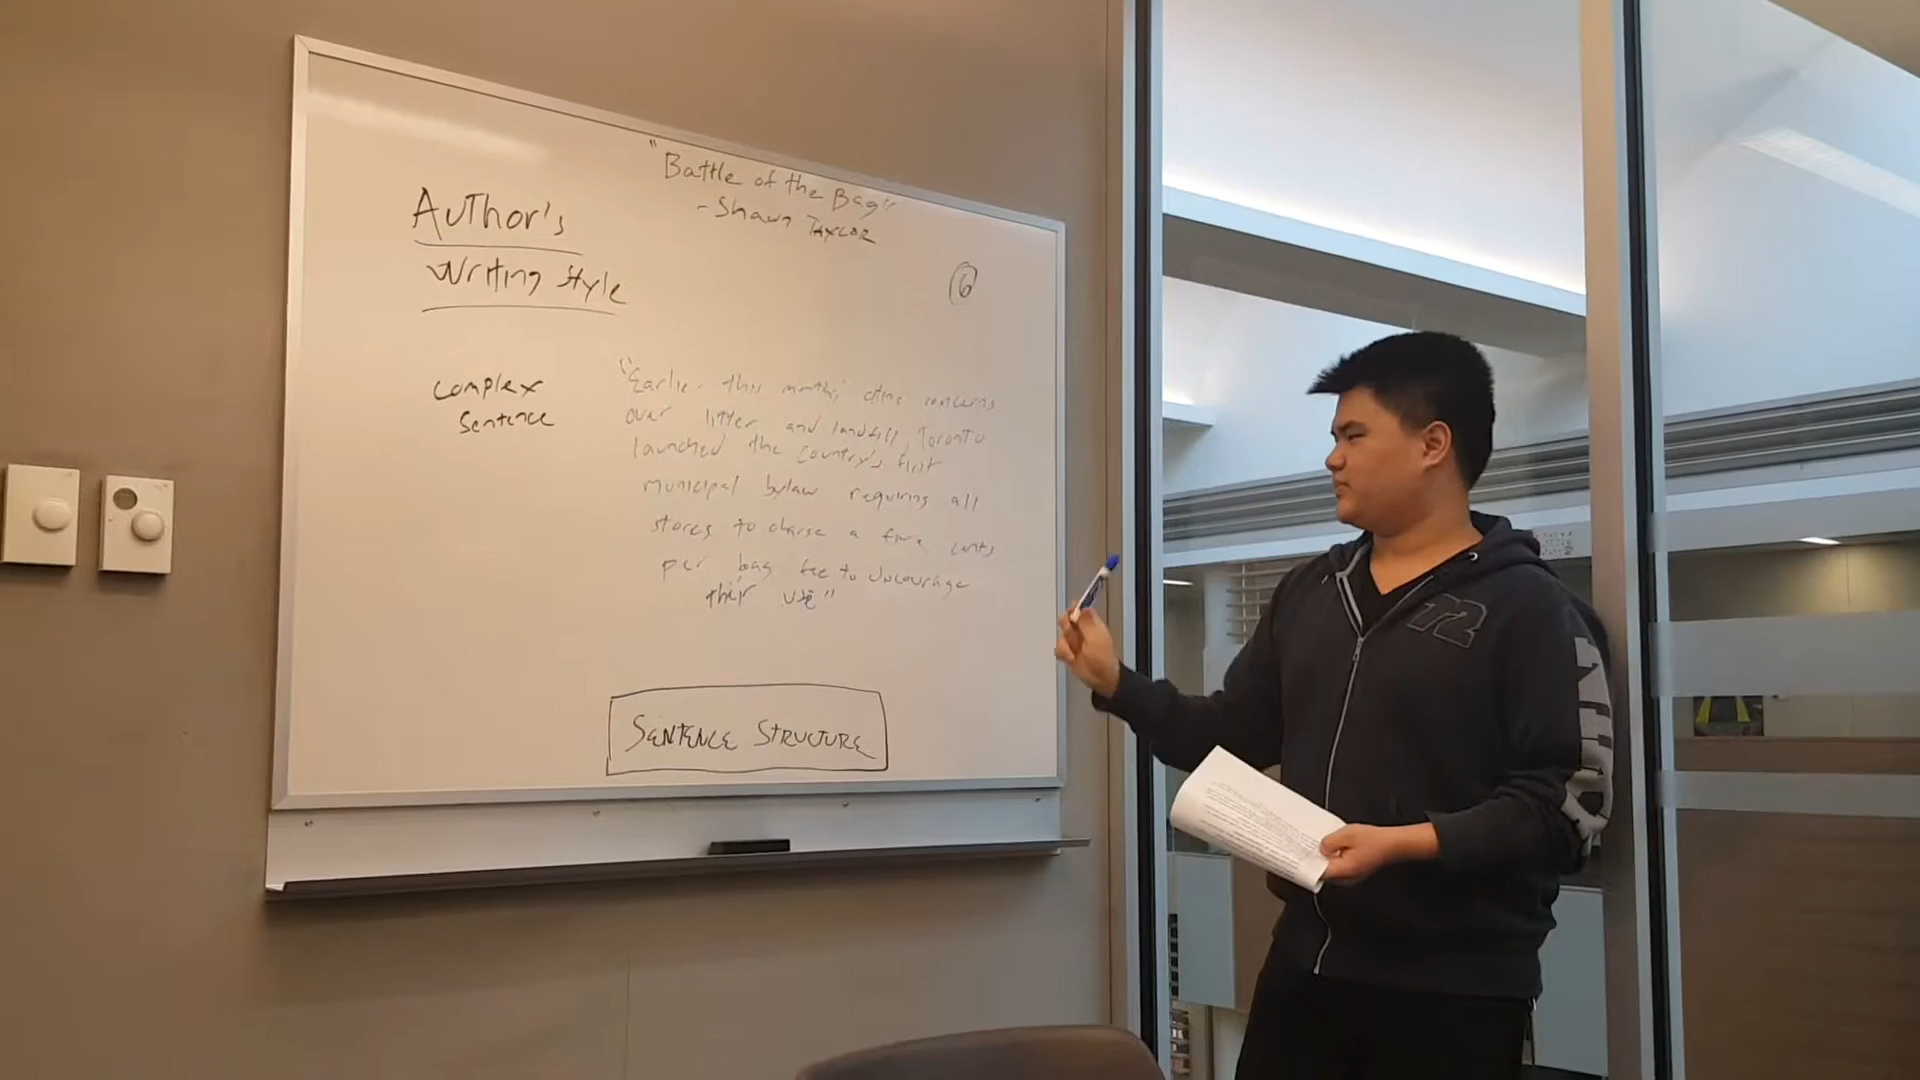 "Battle of the Bag"
- Shawn TAYLOR
AuThor's
Writing Style
6
complex
sentence
"Earlier this month, citing concerns
over litter and landfill, Toronto
launched the country's first
municipal bylaw requiring all
stores to charge a five cents
per bag fee to discourage
their use"
SENTENCE STRUCTURE
72